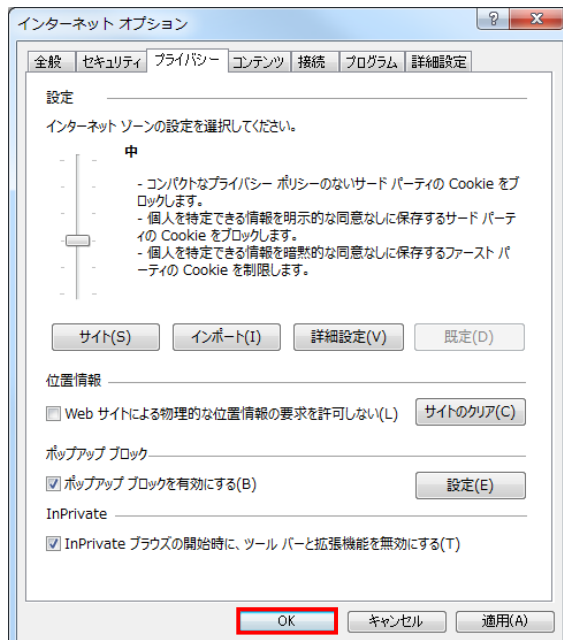 インターネット オプション
全般 セキュリティ プライバシー コンテンツ 接続 プログラム 詳細設定
設定
インターネット ゾーンの設定を選択してください。
中
- コンパクトなプライバシー ポリシーのないサード パーティの Cookie をブ
ロックします。
- 個人を特定できる情報を明示的な同意なしに保存するサード パーテ
ィの Cookie をブロックします。
- 個人を特定できる情報を暗黙的な同意なしに保存するファースト パ
ーティの Cookie を制限します。
サイト(S) インポート(I) 詳細設定(V) 既定(D)
位置情報
Web サイトによる物理的な位置情報の要求を許可しない(L) サイトのクリア(C)
ポップアップ ブロック
ポップアップ ブロックを有効にする(B) 設定(E)
InPrivate
InPrivate ブラウズの開始時に、ツール バーと拡張機能を無効にする(T)
OK キャンセル 適用(A)